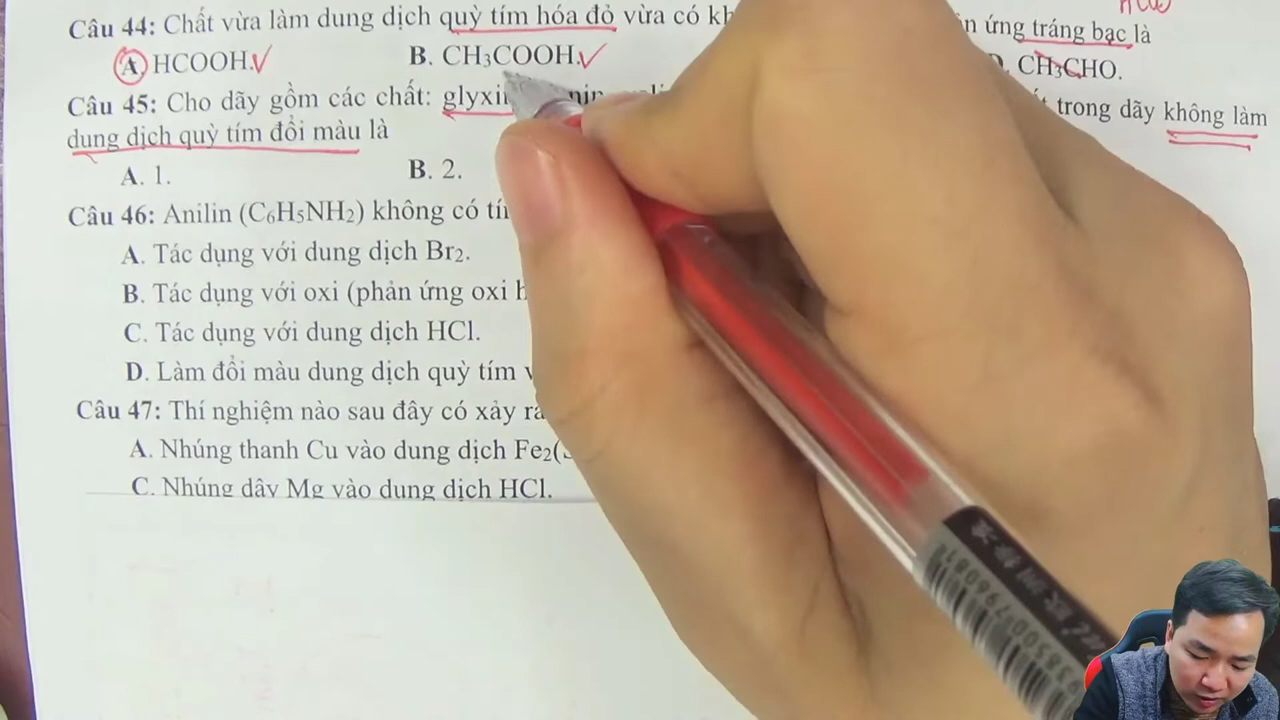 Câu 44: Chất vừa làm dung dịch quỳ tím hóa đỏ vừa có ứng tráng bạc là
A. HCOOH. B. CH₃COOH. CH₃CHO.
Câu 45: Cho dãy gồm các chất: trong dãy không làm
dung dịch quỳ tím đổi màu là
A. 1. B. 2.
Câu 46: Anilin (C₆H₅NH₂) không có
A. Tác dụng với dung dịch Br₂.
B. Tác dụng với oxi (phản ứng oxi
C. Tác dụng với dung dịch HCl.
D. Làm đổi màu dung dịch quỳ tím
Câu 47: Thí nghiệm nào sau đây có xảy
A. Nhúng thanh Cu vào dung dịch Fe₂(
C. Nhúng dây Mg vào dung dịch HCl.